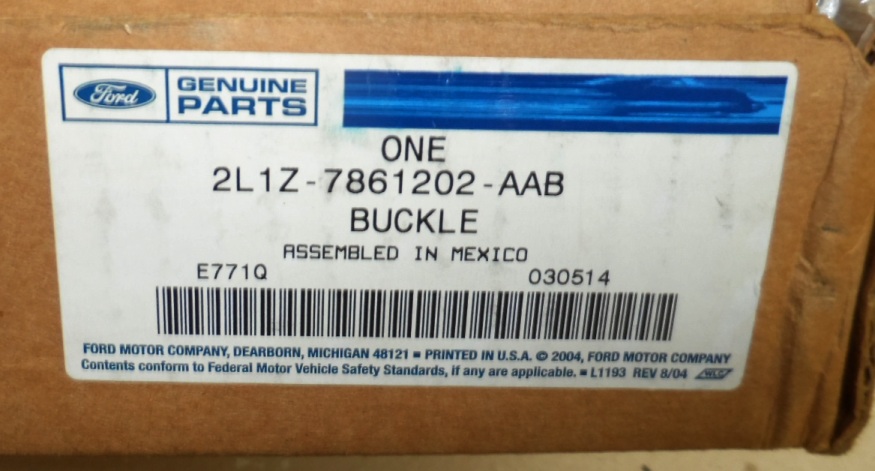 Ford
GENUINE
PARTS
ONE
2L1Z-7861202-AAB
BUCKLE
ASSEMBLED IN MEXICO
E771Q 030514
FORD MOTOR COMPANY, DEARBORN, MICHIGAN 48121 ■ PRINTED IN U.S.A. © 2004, FORD MOTOR COMPANY
Contents conform to Federal Motor Vehicle Safety Standards, if any are applicable. ■ L1193 REV 8/04 WLC